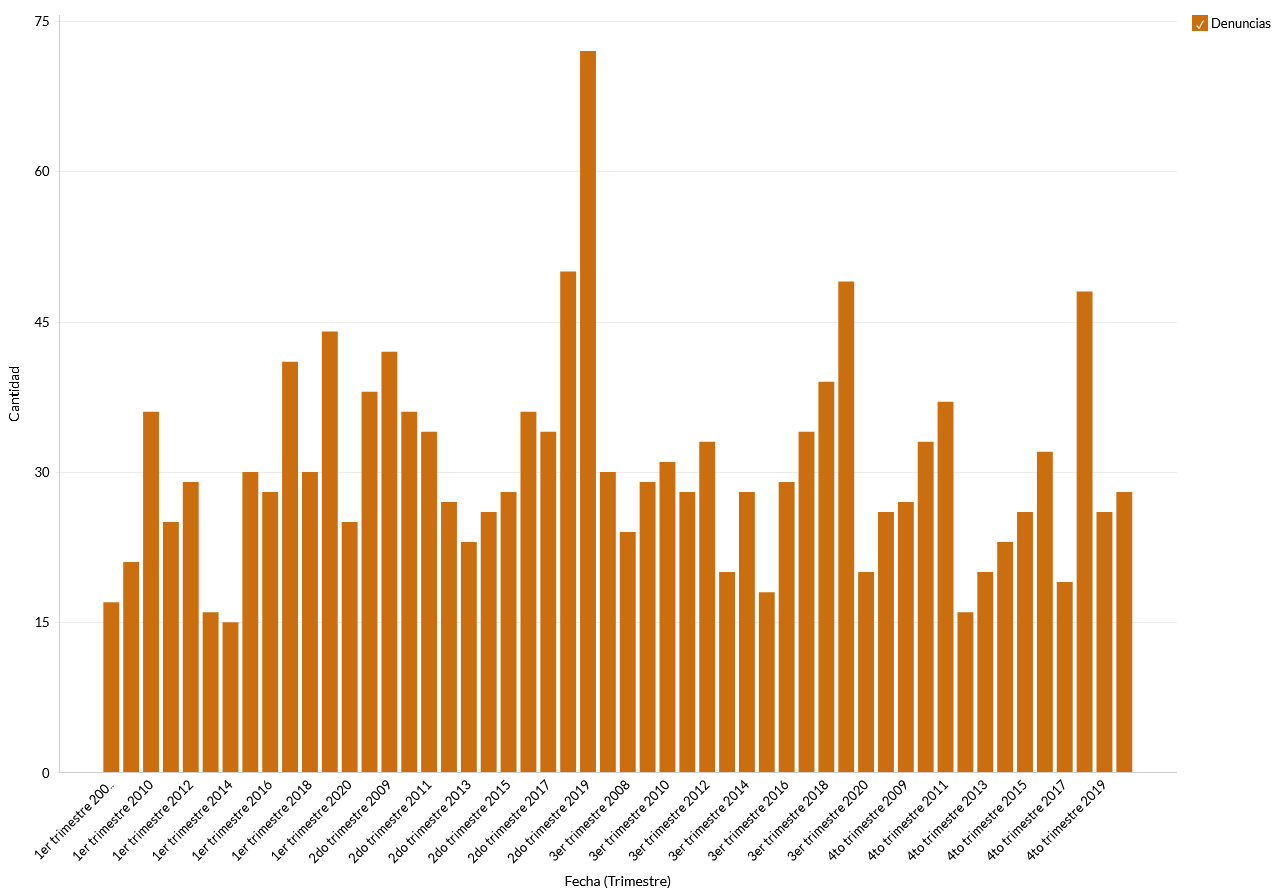 75
60
45
30
15
0
Cantidad
1er trimestre 200..
1er trimestre 2010
1er trimestre 2012
1er trimestre 2014
1er trimestre 2016
1er trimestre 2018
1er trimestre 2020
2do trimestre 2009
2do trimestre 2011
2do trimestre 2013
2do trimestre 2015
2do trimestre 2017
2do trimestre 2019
3er trimestre 2008
3er trimestre 2010
3er trimestre 2012
3er trimestre 2014
3er trimestre 2016
3er trimestre 2018
3er trimestre 2020
4to trimestre 2009
4to trimestre 2011
4to trimestre 2013
4to trimestre 2015
4to trimestre 2017
4to trimestre 2019
Fecha (Trimestre)
Denuncias